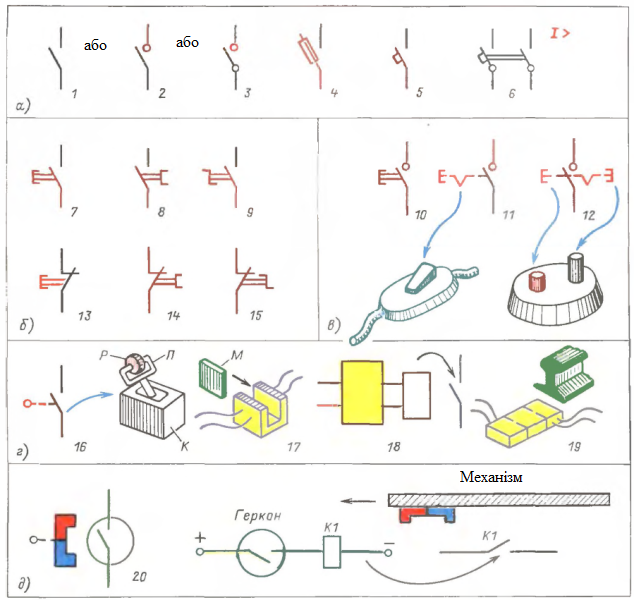 або або I >
1 2 3 4 5 6
а)
10 11 12
7 8 9
13 14 15
б) в)
Р П М
16 К 17 18 19
г)
Механізм
Геркон К1 К1
+ −
20
д)